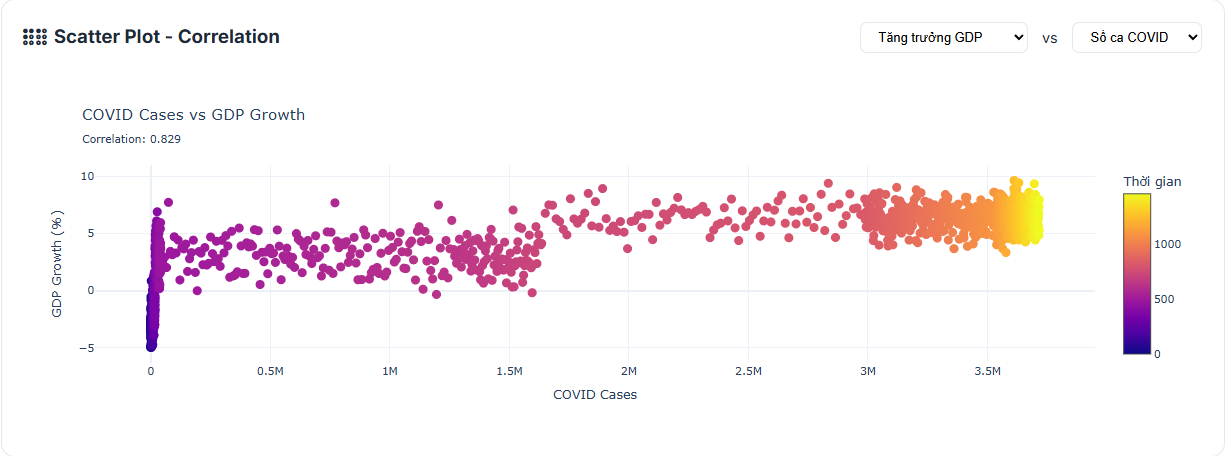 Scatter Plot - Correlation
Tăng trưởng GDP
vs
Số ca COVID
COVID Cases vs GDP Growth
Correlation: 0.829
Thời gian
10
5
0
−5
GDP Growth (%)
0
0.5M
1M
1.5M
2M
2.5M
3M
3.5M
COVID Cases
1000
500
0